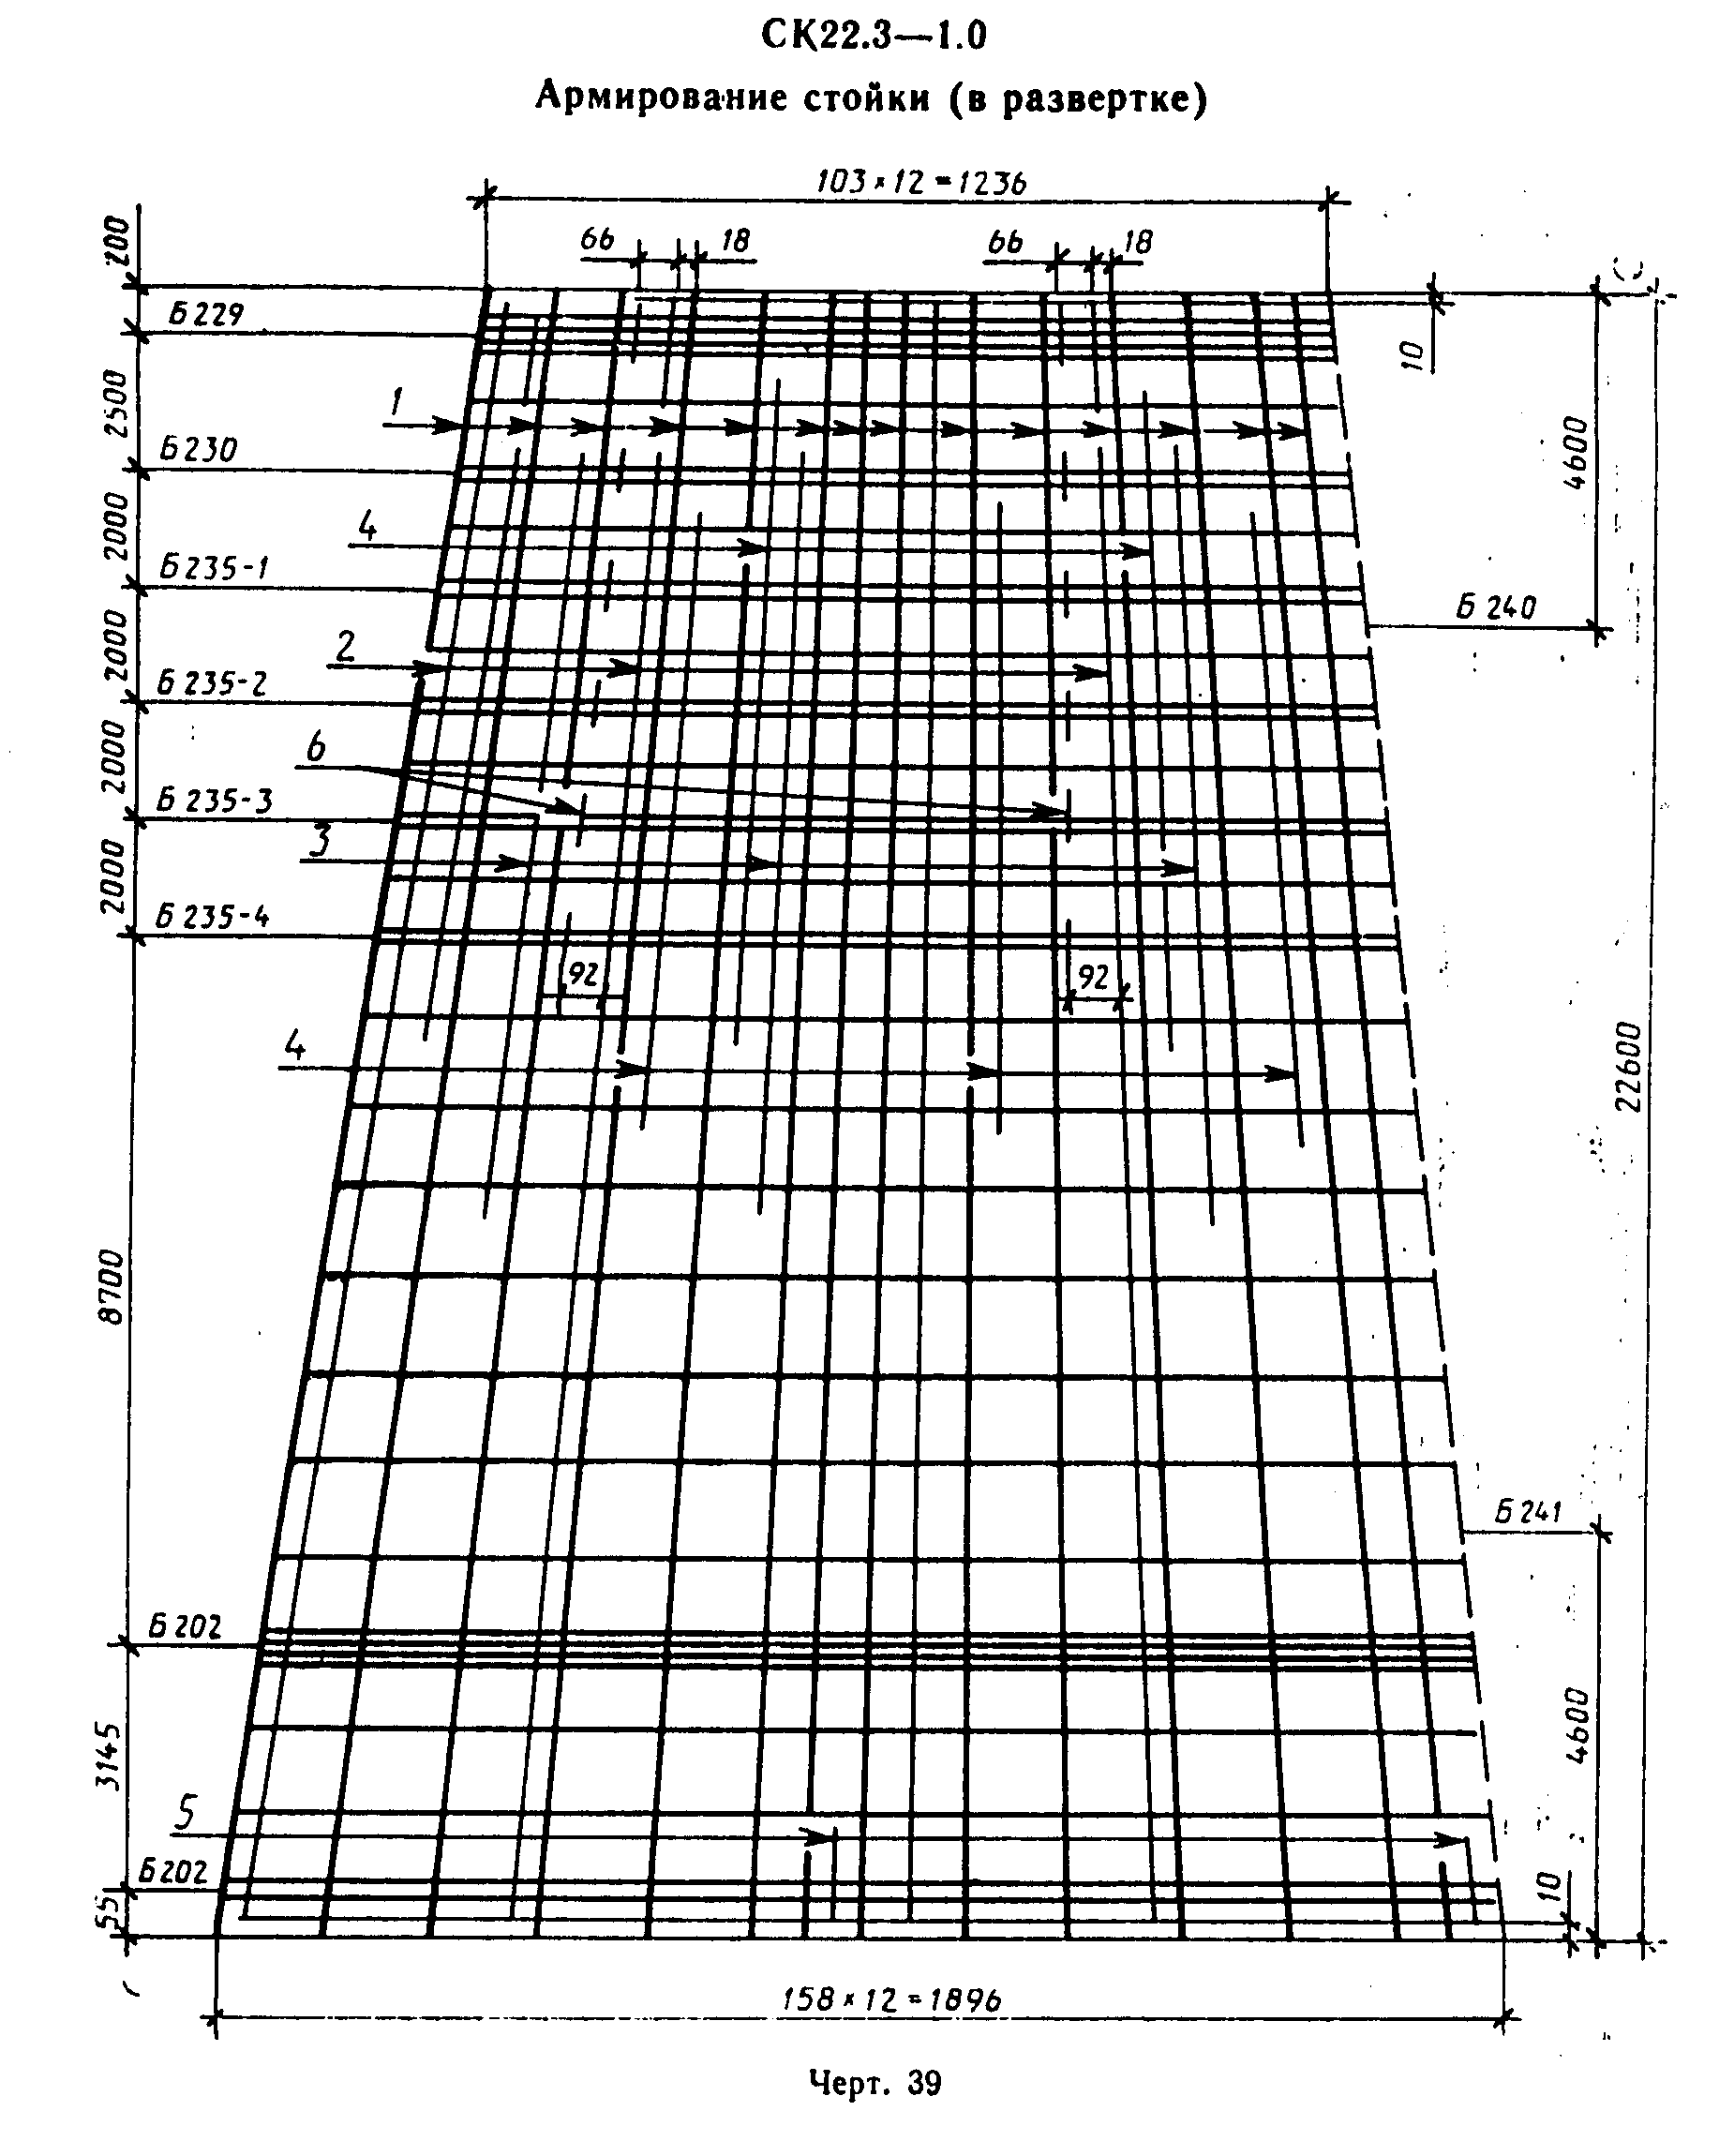 СК22.3—1.0
Армирование стойки (в развертке)
103×12=1236
66 18 66 18
200
Б 229
10
2500
1
4600
Б 230
2000
4
Б 235-1
Б 240
2000
2
Б 235-2
2000
6
Б 235-3
3
2000
Б 235-4
92 92
4
22600
8700
Б 241
Б 202
4600
3145
5
Б 202
10
55
158×12=1896
Черт. 39